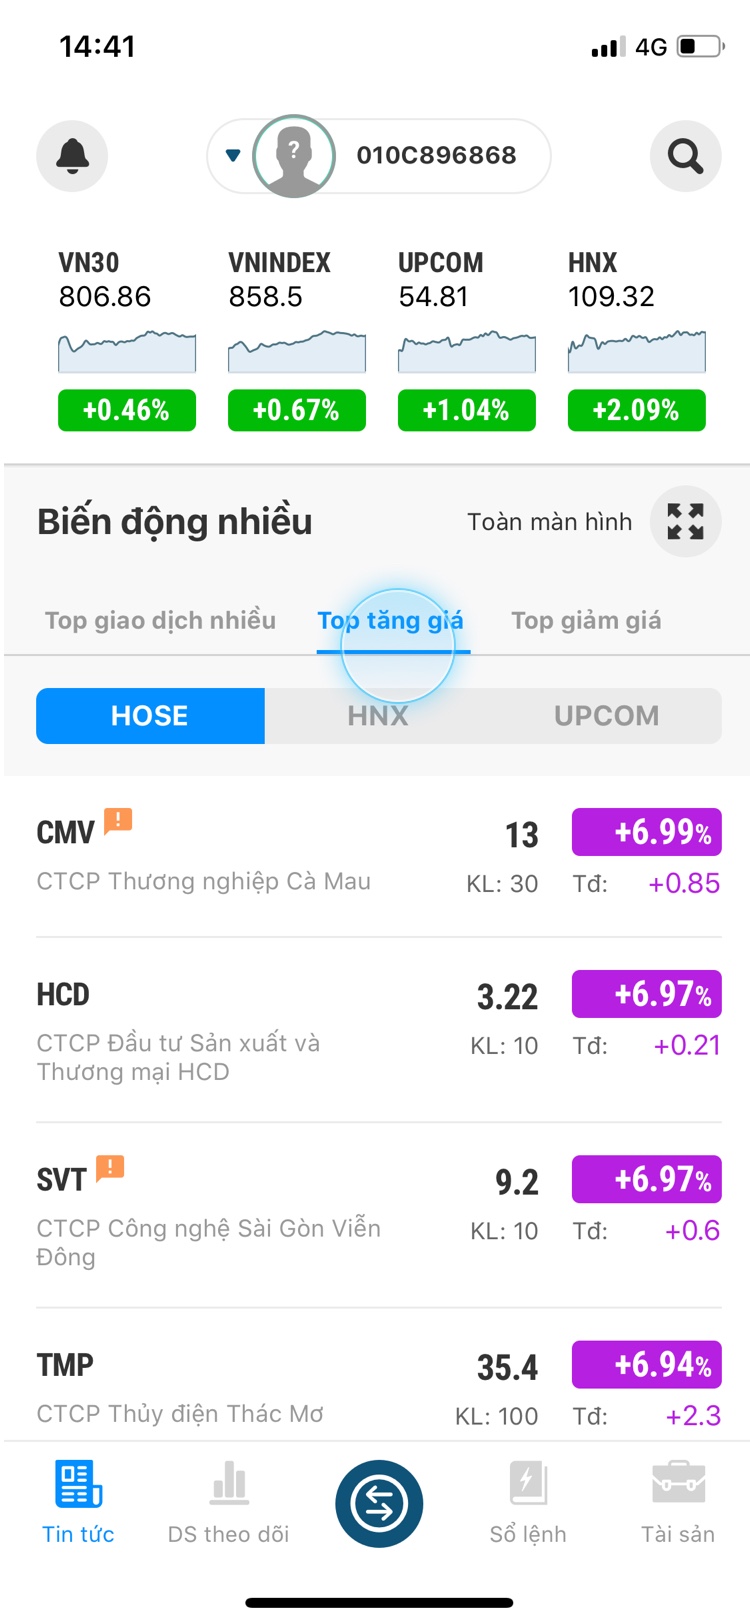 14:41 4G
? 010C896868
VN30 VNINDEX UPCOM HNX
806.86 858.5 54.81 109.32
+0.46% +0.67% +1.04% +2.09%
Biến động nhiều Toàn màn hình
Top giao dịch nhiều Top tăng giá Top giảm giá
HOSE HNX UPCOM
CMV ! 13 +6.99%
CTCP Thương nghiệp Cà Mau KL: 30 Tđ: +0.85
HCD 3.22 +6.97%
CTCP Đầu tư Sản xuất và KL: 10 Tđ: +0.21
Thương mại HCD
SVT ! 9.2 +6.97%
CTCP Công nghệ Sài Gòn Viễn KL: 10 Tđ: +0.6
Đông
TMP 35.4 +6.94%
CTCP Thủy điện Thác Mơ KL: 100 Tđ: +2.3
Tin tức DS theo dõi Sổ lệnh Tài sản